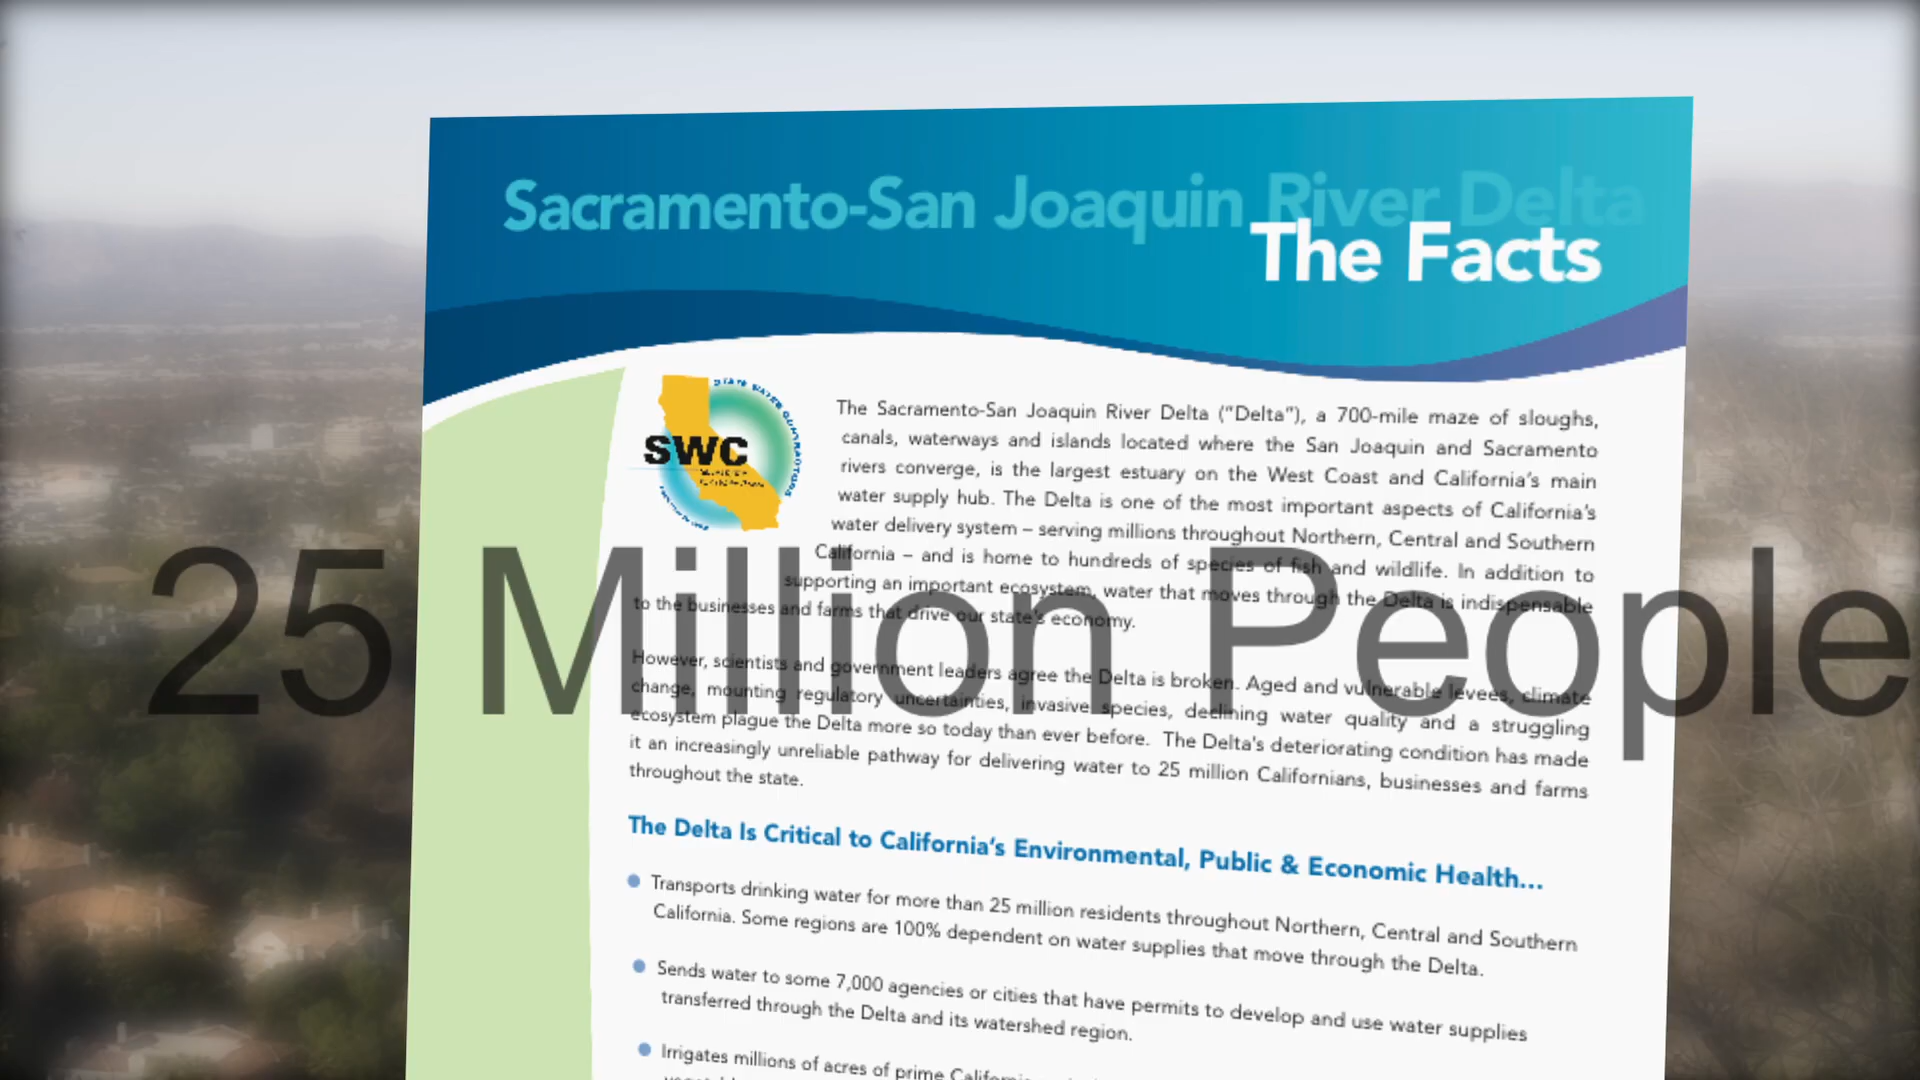 Sacramento-San Joaquin River Delta
The Facts
STATE WATER CONTRACTORS
SWC
The Sacramento-San Joaquin River Delta ("Delta"), a 700-mile maze of sloughs,
canals, waterways and islands located where the San Joaquin and Sacramento
rivers converge, is the largest estuary on the West Coast and California's main
water supply hub. The Delta is one of the most important aspects of California's
water delivery system – serving millions throughout Northern, Central and Southern
California – and is home to hundreds of species of fish and wildlife. In addition to
supporting an important ecosystem, water that moves through the Delta is indispensable
to the businesses and farms that drive our state's economy.
25 Million People
However, scientists and government leaders agree the Delta is broken. Aged and vulnerable levees, climate
change, mounting regulatory uncertainties, invasive species, declining water quality and a struggling
ecosystem plague the Delta more so today than ever before. The Delta's deteriorating condition has made
it an increasingly unreliable pathway for delivering water to 25 million Californians, businesses and farms
throughout the state.
The Delta Is Critical to California's Environmental, Public & Economic Health...
Transports drinking water for more than 25 million residents throughout Northern, Central and Southern
California. Some regions are 100% dependent on water supplies that move through the Delta.
Sends water to some 7,000 agencies or cities that have permits to develop and use water supplies
transferred through the Delta and its watershed region.
Irrigates millions of acres of prime